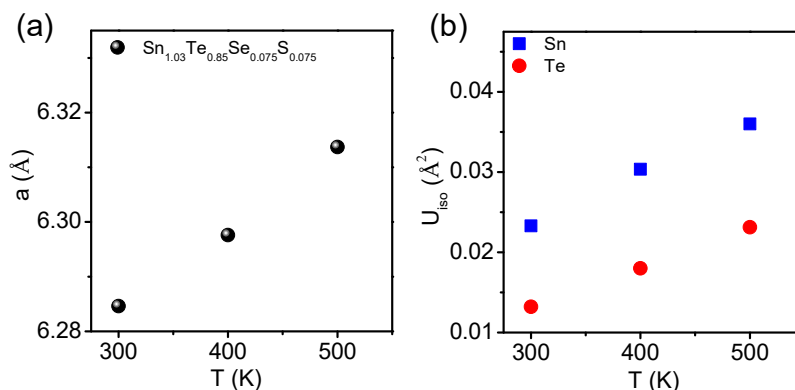 (a)
Sn1.03Te0.85Se0.075S0.075
6.32
6.30
6.28
a (Å)
300
400
500
T (K)
(b)
Sn
Te
0.04
0.03
0.02
0.01
Uiso (Å2)
300
400
500
T (K)